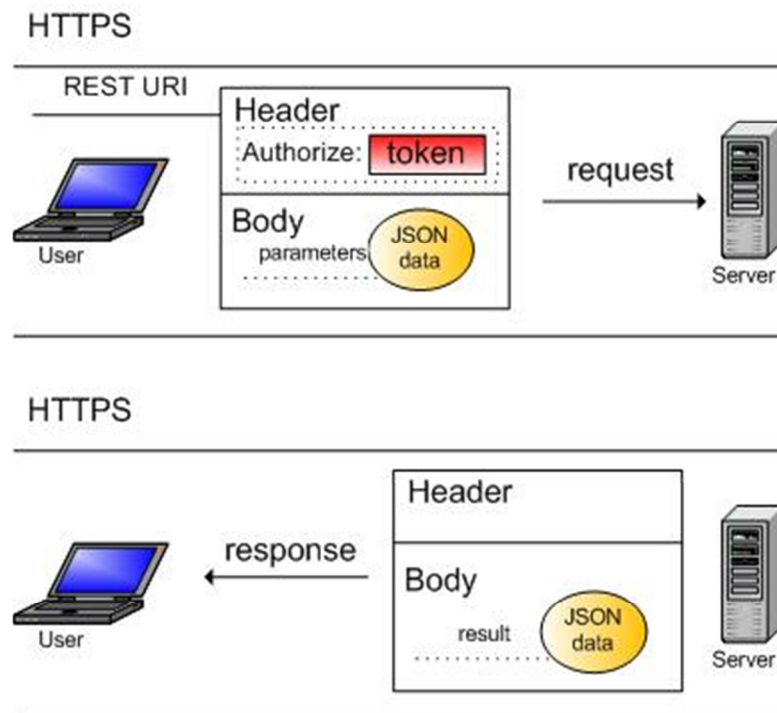 HTTPS
REST URI
Header
Authorize: token
request
Body
parameters
JSON
data
User
Server
HTTPS
Header
response
Body
result
JSON
data
User
Server